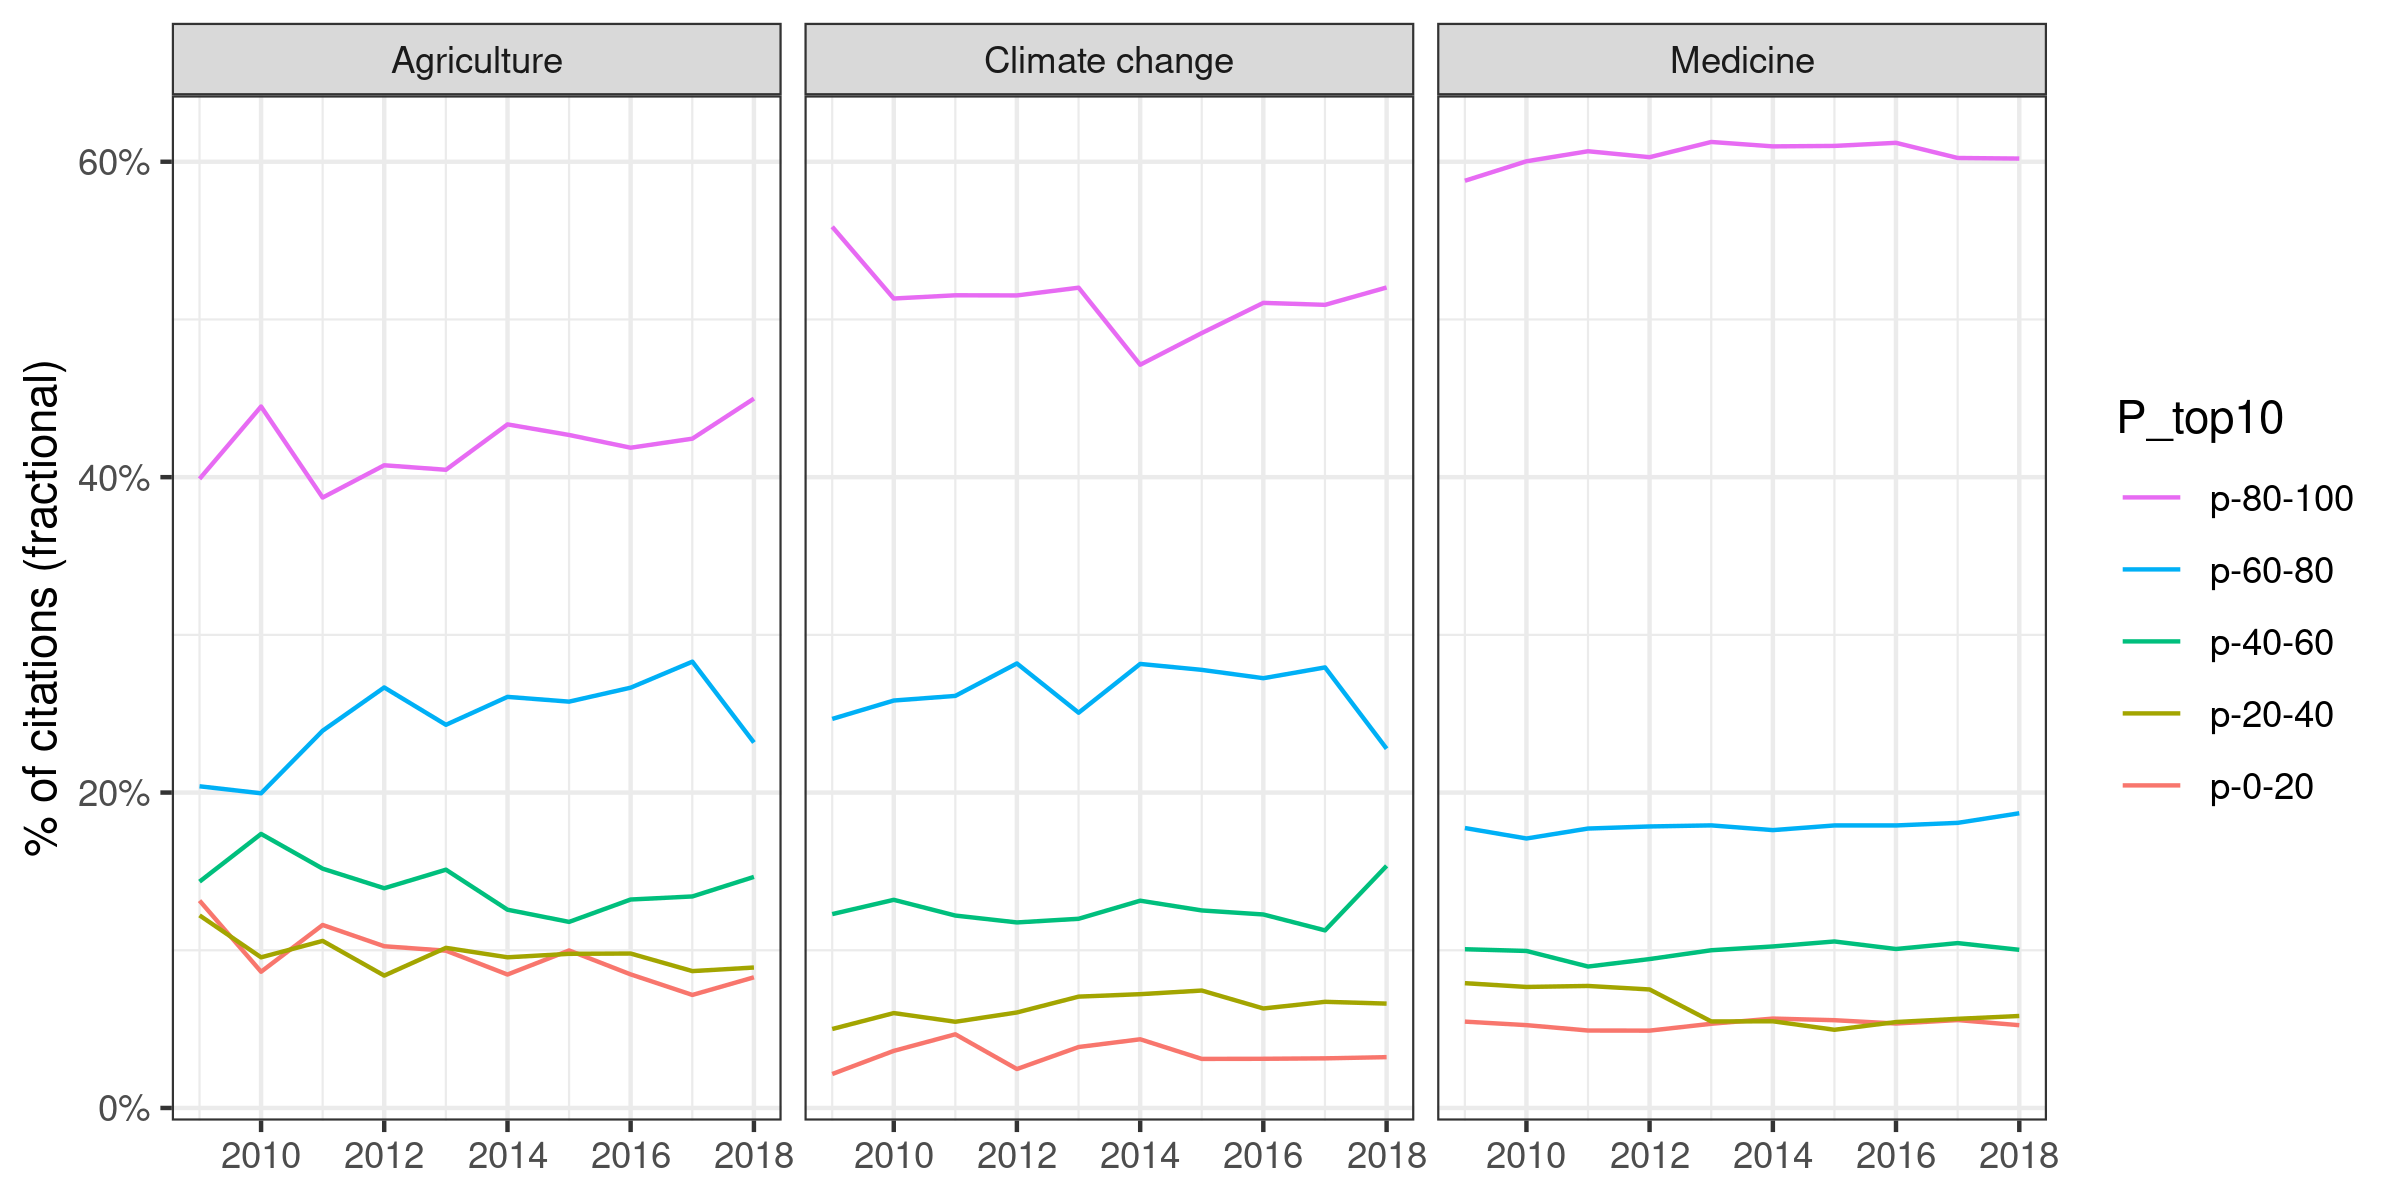 Agriculture
Climate change
Medicine
% of citations (fractional)
60%
40%
20%
0%
2010 2012 2014 2016 2018
2010 2012 2014 2016 2018
2010 2012 2014 2016 2018
P_top10
p-80-100
p-60-80
p-40-60
p-20-40
p-0-20